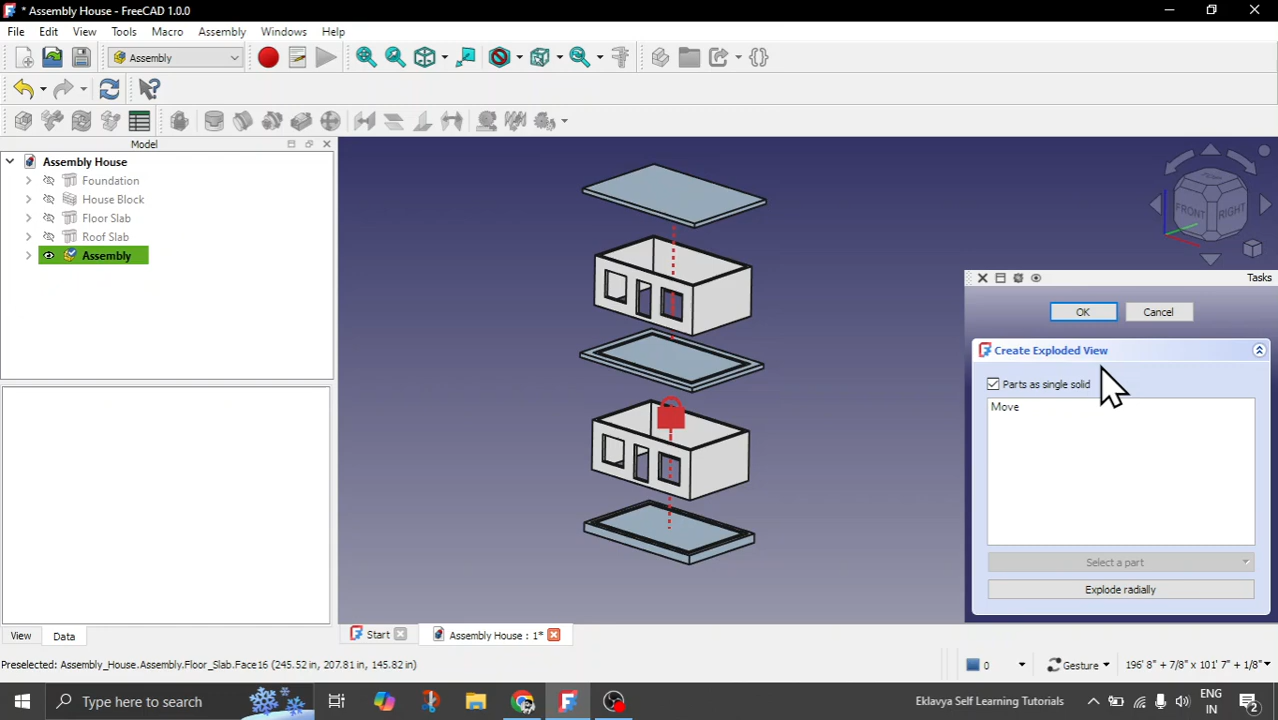 * Assembly House - FreeCAD 1.0.0
File Edit View Tools Macro Assembly Windows Help
Assembly
Model
Assembly House
Foundation
House Block
Floor Slab
Roof Slab
Assembly
FRONT RIGHT
Tasks
OK Cancel
Create Exploded View
Parts as single solid
Move
Select a part
Explode radially
View Data
Start Assembly House : 1*
Preselected: Assembly_House.Assembly.Floor_Slab.Face16 (245.52 in, 207.81 in, 145.82 in)
0 Gesture 196' 8" + 7/8" x 101' 7" + 1/8"
Type here to search
Eklavya Self Learning Tutorials
ENG
IN
2